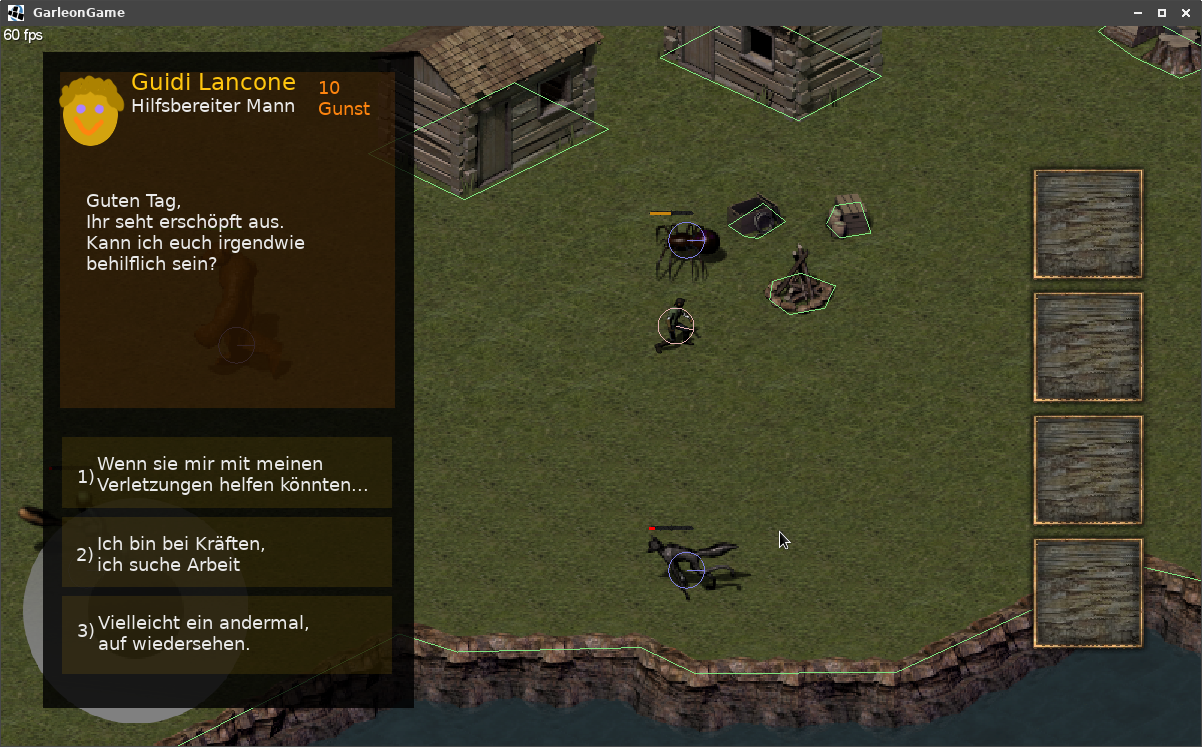 GarleonGame
60 fps
Guidi Lancone
Hilfsbereiter Mann
10
Gunst
Guten Tag,
Ihr seht erschöpft aus.
Kann ich euch irgendwie
behilflich sein?
1) Wenn sie mir mit meinen
Verletzungen helfen könnten...
2) Ich bin bei Kräften,
ich suche Arbeit
3) Vielleicht ein andermal,
auf wiedersehen.